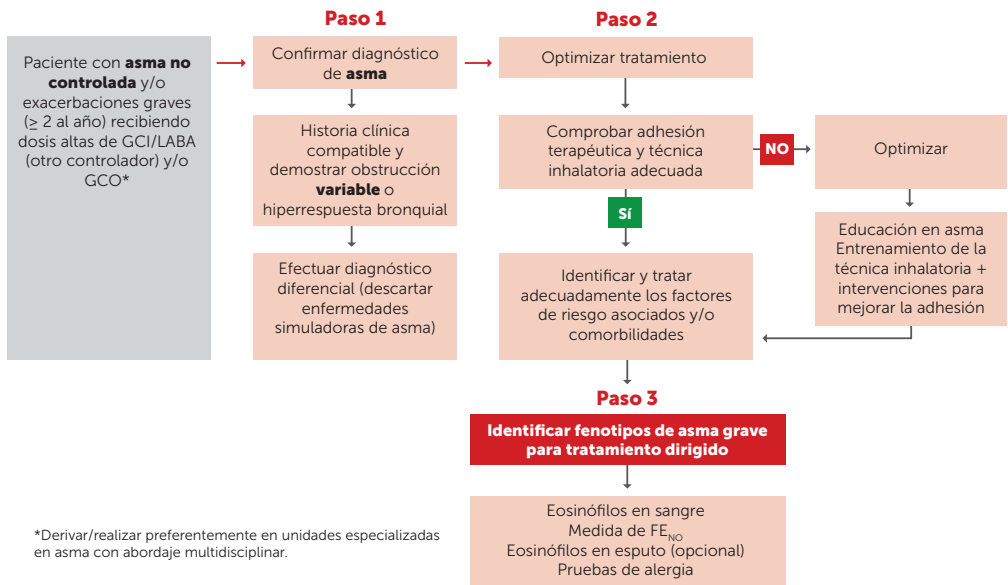 Paso 1
Paso 2
Paciente con asma no
controlada y/o
exacerbaciones graves
(≥ 2 al año) recibiendo
dosis altas de GCI/LABA
(otro controlador) y/o
GCO*
Confirmar diagnóstico
de asma
Historia clínica
compatible y
demostrar obstrucción
variable o
hiperrespuesta bronquial
Efectuar diagnóstico
diferencial (descartar
enfermedades
simuladoras de asma)
Optimizar tratamiento
Comprobar adhesión
terapéutica y técnica
inhalatoria adecuada
NO
Optimizar
Sí
Educación en asma
Entrenamiento de la
técnica inhalatoria +
intervenciones para
mejorar la adhesión
Identificar y tratar
adecuadamente los factores
de riesgo asociados y/o
comorbilidades
Paso 3
Identificar fenotipos de asma grave
para tratamiento dirigido
Eosinófilos en sangre
Medida de FENO
Eosinófilos en esputo (opcional)
Pruebas de alergia
*Derivar/realizar preferentemente en unidades especializadas
en asma con abordaje multidisciplinar.